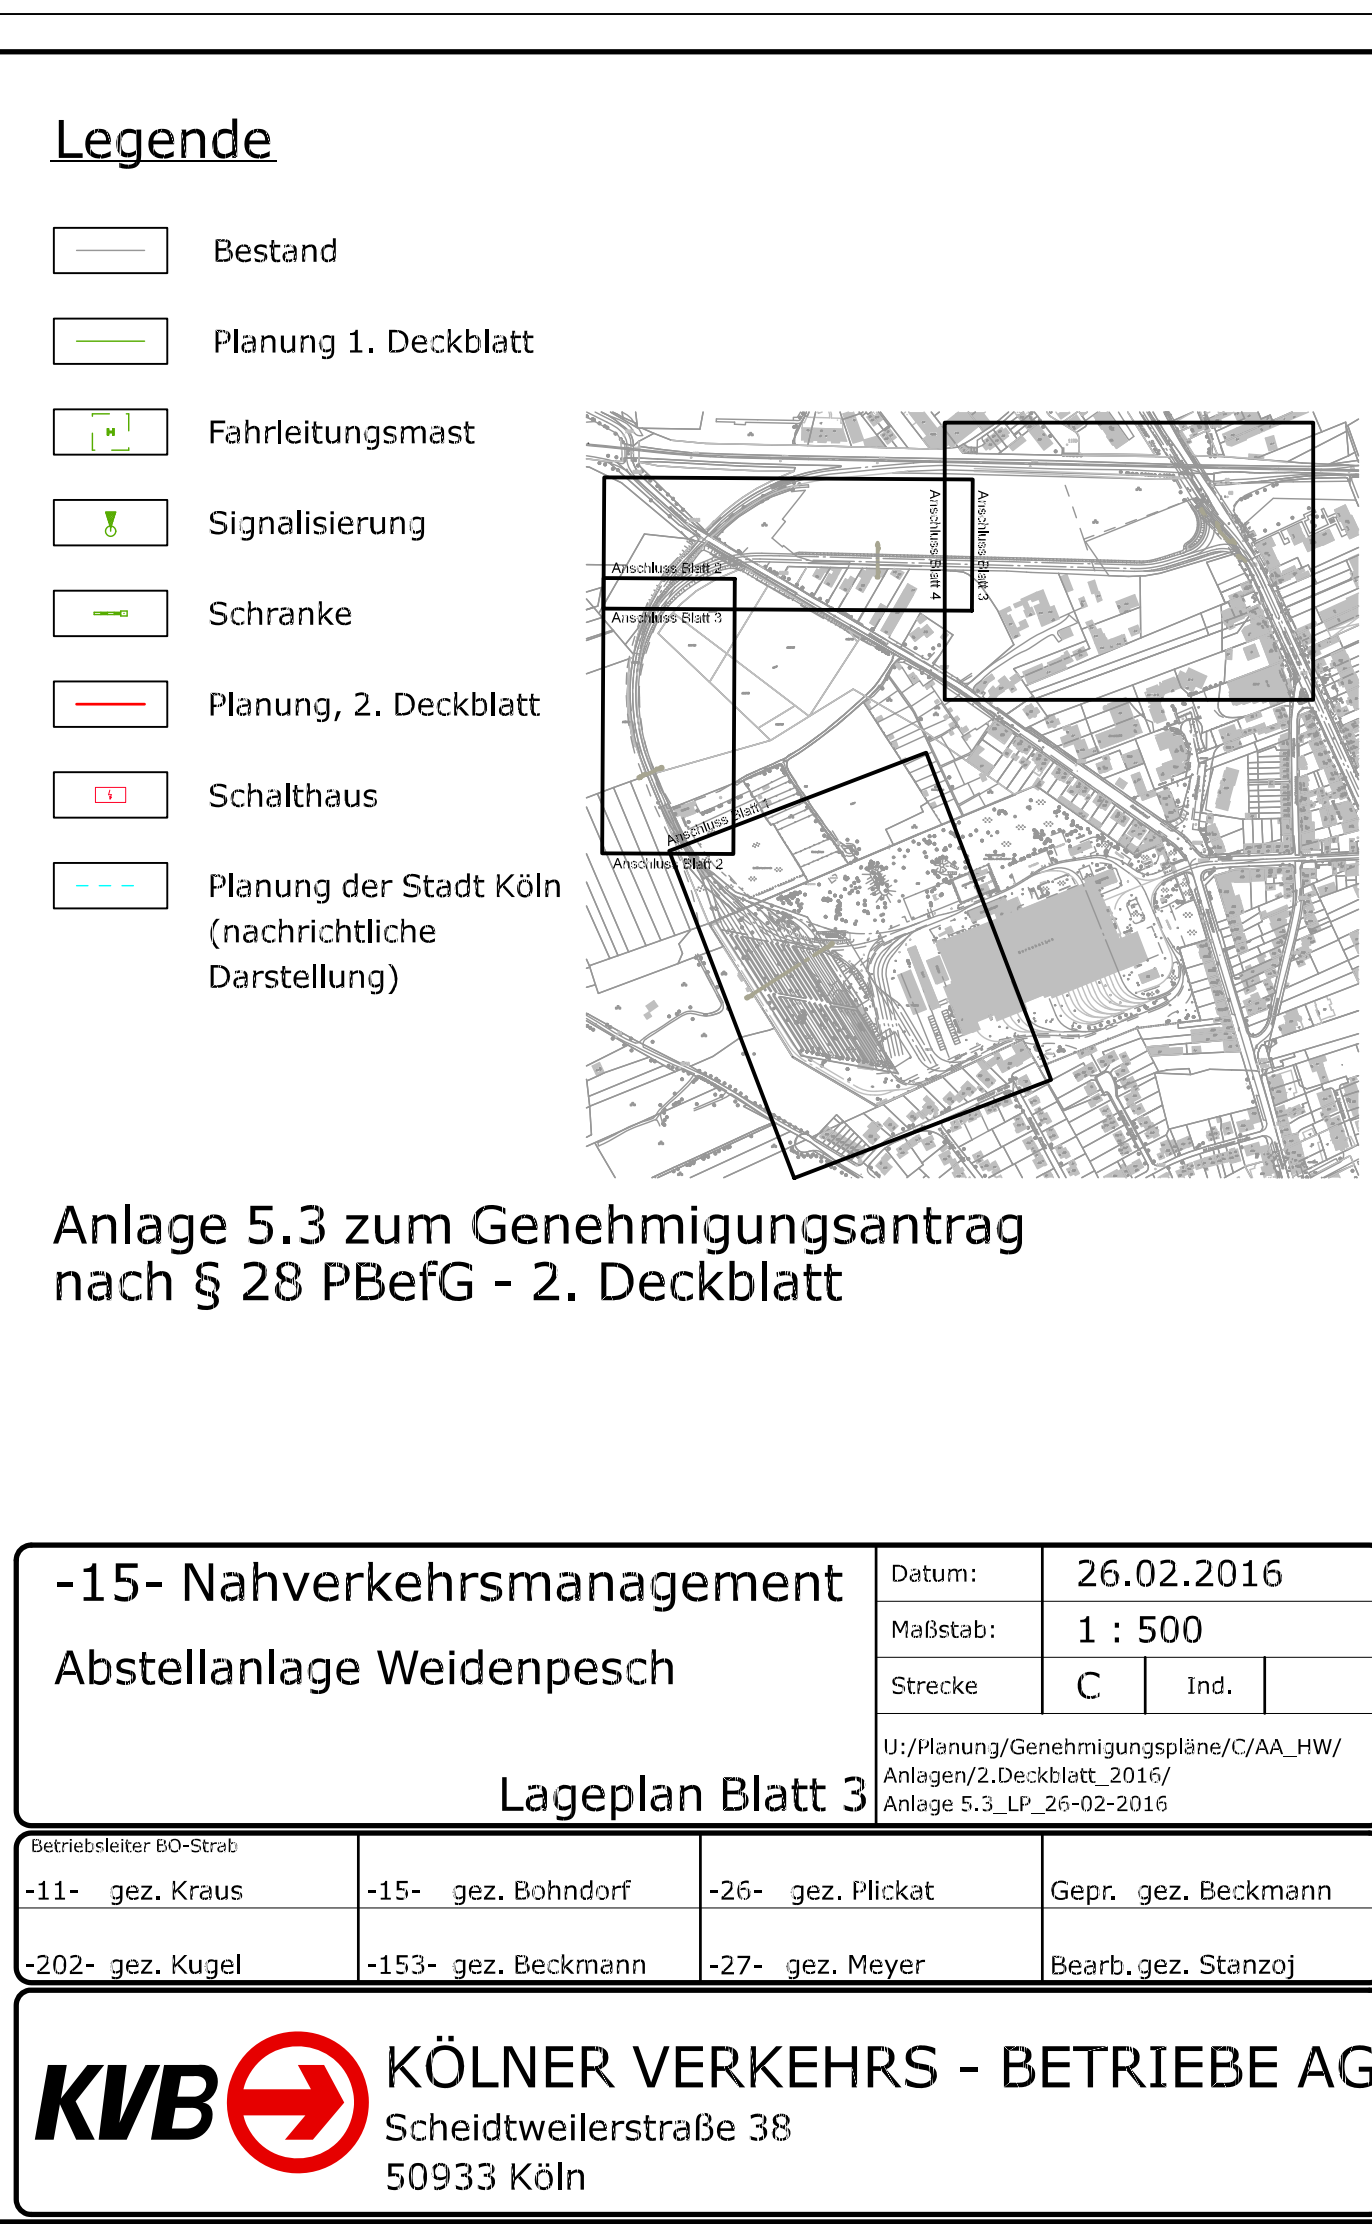 Legende
Bestand
Planung 1. Deckblatt
Fahrleitungsmast
Signalisierung
Schranke
Planung, 2. Deckblatt
Schalthaus
Planung der Stadt Köln
(nachrichtliche
Darstellung)
Anschluss Blatt 4
Anschluss Blatt 3
Anschluss Blatt 2
Anschluss Blatt 3
Anschluss Blatt 1
Anschluss Blatt 2
Anlage 5.3 zum Genehmigungsantrag
nach § 28 PBefG - 2. Deckblatt
-15- Nahverkehrsmanagement
Abstellanlage Weidenpesch
Lageplan Blatt 3
Datum: 26.02.2016
Maßstab: 1 : 500
Strecke C Ind.
U:/Planung/Genehmigungspläne/C/AA_HW/
Anlagen/2.Deckblatt_2016/
Anlage 5.3_LP_26-02-2016
Betriebsleiter BO-Strab
-11- gez. Kraus -15- gez. Bohndorf -26- gez. Plickat Gepr. gez. Beckmann
-202- gez. Kugel -153- gez. Beckmann -27- gez. Meyer Bearb. gez. Stanzoj
KVB
KÖLNER VERKEHRS - BETRIEBE AG
Scheidtweilerstraße 38
50933 Köln